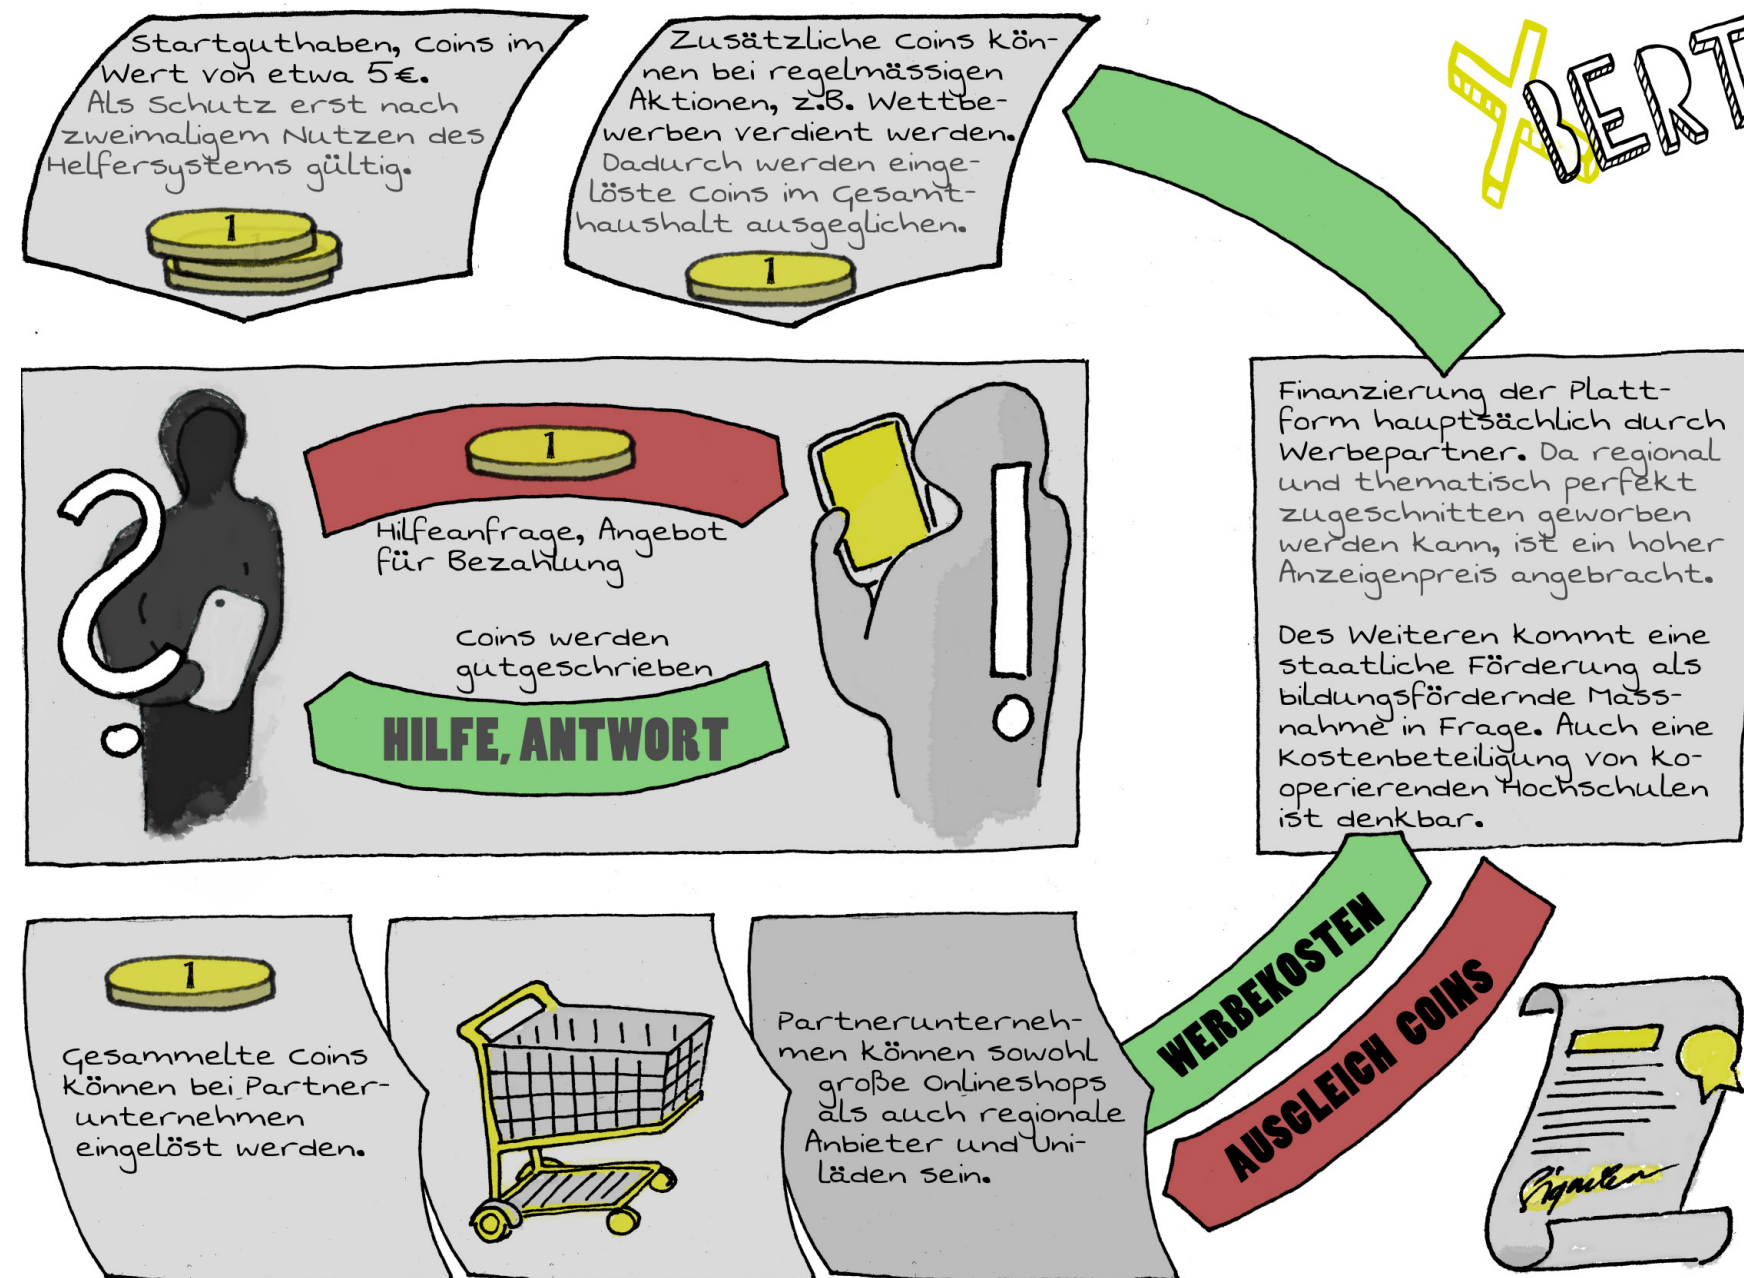 Startguthaben, Coins im
Wert von etwa 5€.
Als Schutz erst nach
zweimaligem Nutzen des
Helfersystems gültig.
1
Zusätzliche Coins kön-
nen bei regelmässigen
Aktionen, z.B. Wettbe-
werben verdient werden.
Dadurch werden einge-
löste Coins im Gesamt-
haushalt ausgeglichen.
1
XBERT
?
1
Hilfeanfrage, Angebot
für Bezahlung
Coins werden
gutgeschrieben
HILFE, ANTWORT
!
Finanzierung der Platt-
form hauptsächlich durch
Werbepartner. Da regional
und thematisch perfekt
zugeschnitten geworben
werden kann, ist ein hoher
Anzeigenpreis angebracht.
Des Weiteren kommt eine
staatliche Förderung als
bildungsfördernde Mass-
nahme in Frage. Auch eine
Kostenbeteiligung von ko-
operierenden Hochschulen
ist denkbar.
1
Gesammelte Coins
können bei Partner-
unternehmen
eingelöst werden.
Partnerunterneh-
men können sowohl
große Onlineshops
als auch regionale
Anbieter und Uni-
läden sein.
WERBEKOSTEN
AUSGLEICH COINS